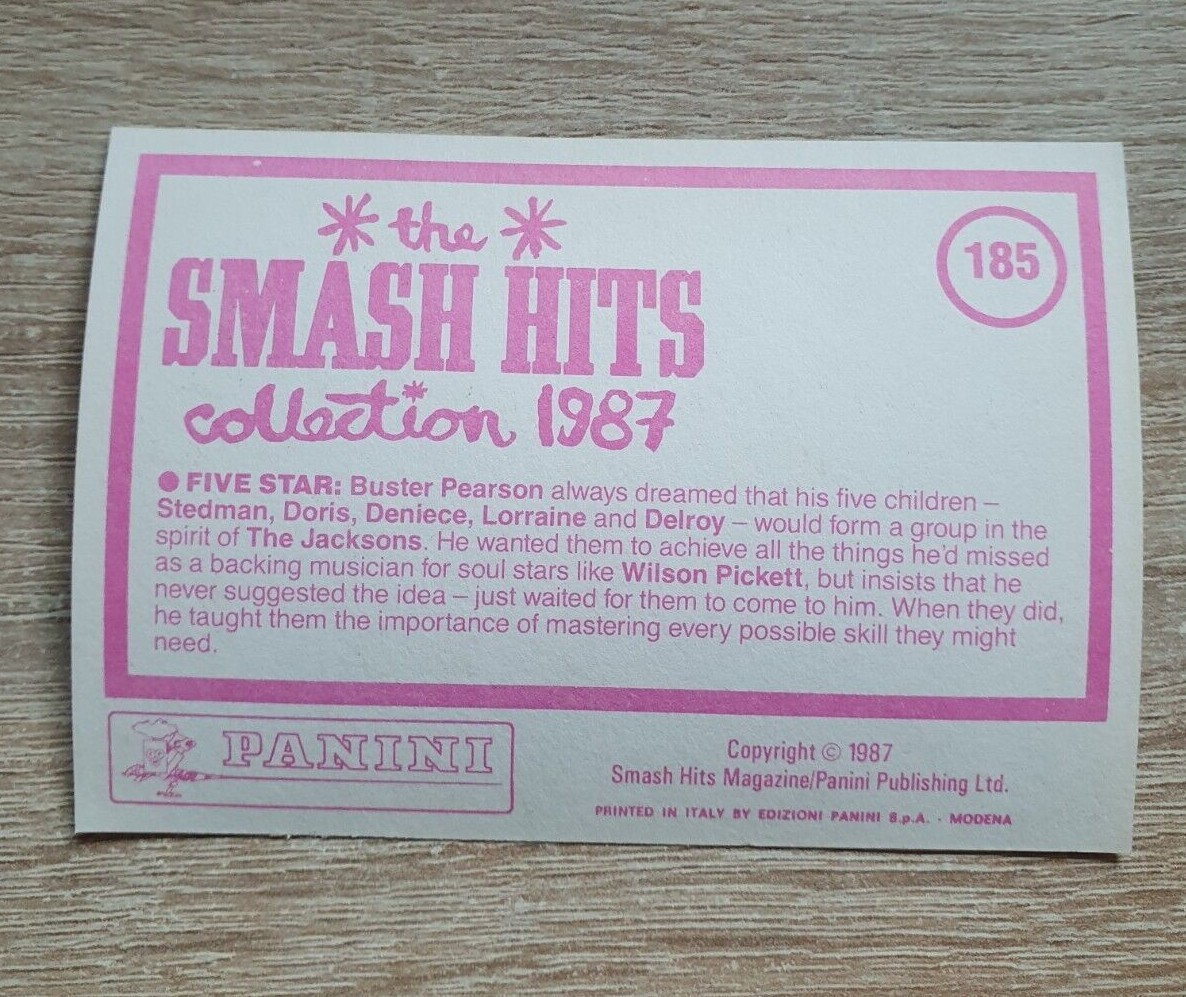 * the *
185
SMASH HITS
collection 1987
● FIVE STAR: Buster Pearson always dreamed that his five children –
Stedman, Doris, Deniece, Lorraine and Delroy – would form a group in the
spirit of The Jacksons. He wanted them to achieve all the things he'd missed
as a backing musician for soul stars like Wilson Pickett, but insists that he
never suggested the idea – just waited for them to come to him. When they did,
he taught them the importance of mastering every possible skill they might
need.
PANINI
Copyright © 1987
Smash Hits Magazine/Panini Publishing Ltd.
PRINTED IN ITALY BY EDIZIONI PANINI S.p.A. · MODENA